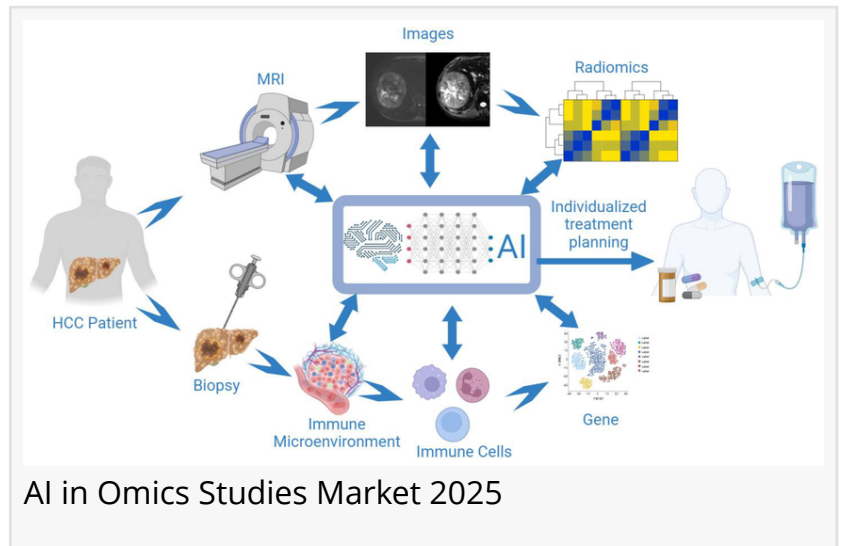 Images
MRI
Radiomics
Individualized
treatment
planning
AI
HCC Patient
Biopsy
Immune
Microenvironment
Immune Cells
Gene
AI in Omics Studies Market 2025